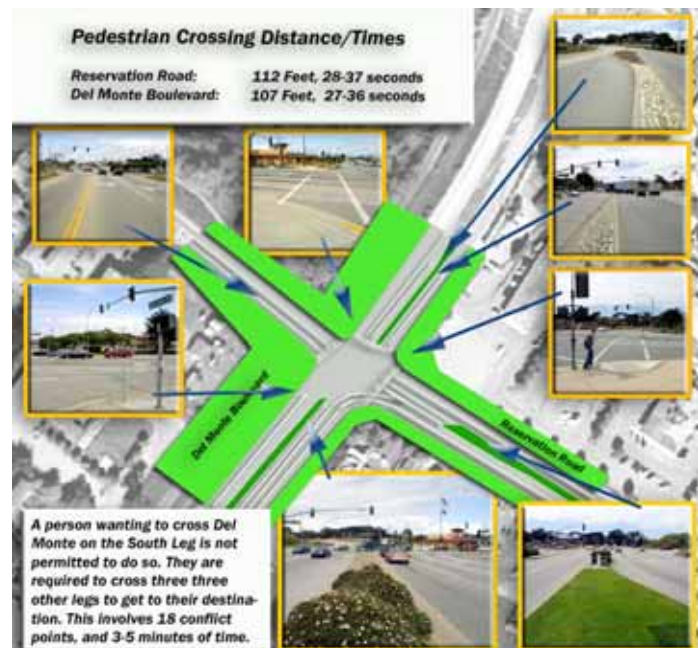 Pedestrian Crossing Distance/Times
Reservation Road: 112 Feet, 28-37 seconds
Del Monte Boulevard: 107 Feet, 27-36 seconds
Del Monte Boulevard
Reservation Road
A person wanting to cross Del
Monte on the South Leg is not
permitted to do so. They are
required to cross three three
other legs to get to their destina-
tion. This involves 18 conflict
points, and 3-5 minutes of time.